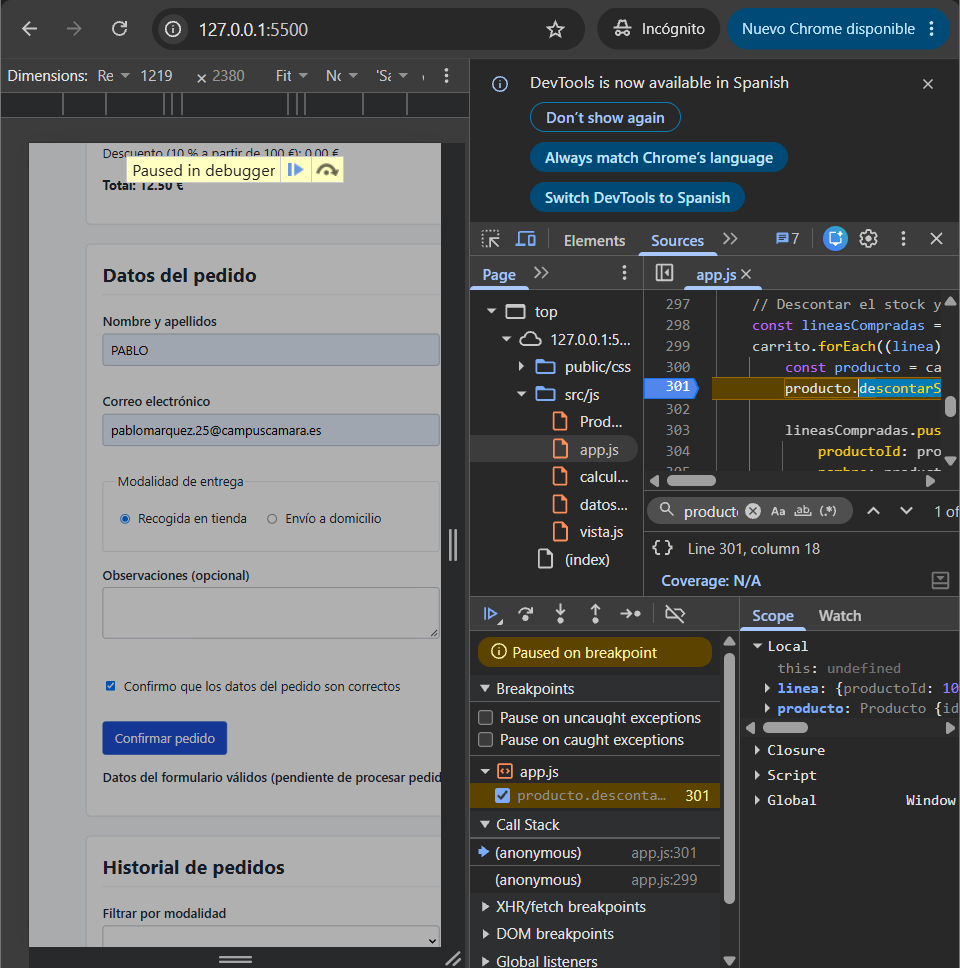 127.0.0.1:5500
Incógnito
Nuevo Chrome disponible
Dimensions: Re
1219
×
2380
Fit
'Sa
Descuento (10 % a partir de 100 €): 0.00 €
Paused in debugger
Total: 12.50 €
Datos del pedido
Nombre y apellidos
PABLO
Correo electrónico
pablomarquez.25@campuscamara.es
Modalidad de entrega
Recogida en tienda
Envío a domicilio
Observaciones (opcional)
Confirmo que los datos del pedido son correctos
Confirmar pedido
Datos del formulario válidos (pendiente de procesar pedid
Historial de pedidos
Filtrar por modalidad
DevTools is now available in Spanish
Don't show again
Always match Chrome's language
Switch DevTools to Spanish
Elements
Sources
7
Page
app.js
top
127.0.0.1:5...
public/css
src/js
Prod...
app.js
calcul...
datos...
vista.js
(index)
297 // Descontar el stock y
298 const lineasCompradas =
299 carrito.forEach((linea)
300 const producto = ca
301 producto.descontarS
302
303 lineasCompradas.pus
304 productoId: pro
305 nombre: product
product
Aa
ab
(.*)
1 of
{} Line 301, column 18
Coverage: N/A
Paused on breakpoint
Breakpoints
Pause on uncaught exceptions
Pause on caught exceptions
app.js
producto.desconta... 301
Call Stack
(anonymous) app.js:301
(anonymous) app.js:299
XHR/fetch breakpoints
DOM breakpoints
Global listeners
Scope
Watch
Local
this: undefined
linea: {productoId: 10
producto: Producto {id
Closure
Script
Global Window